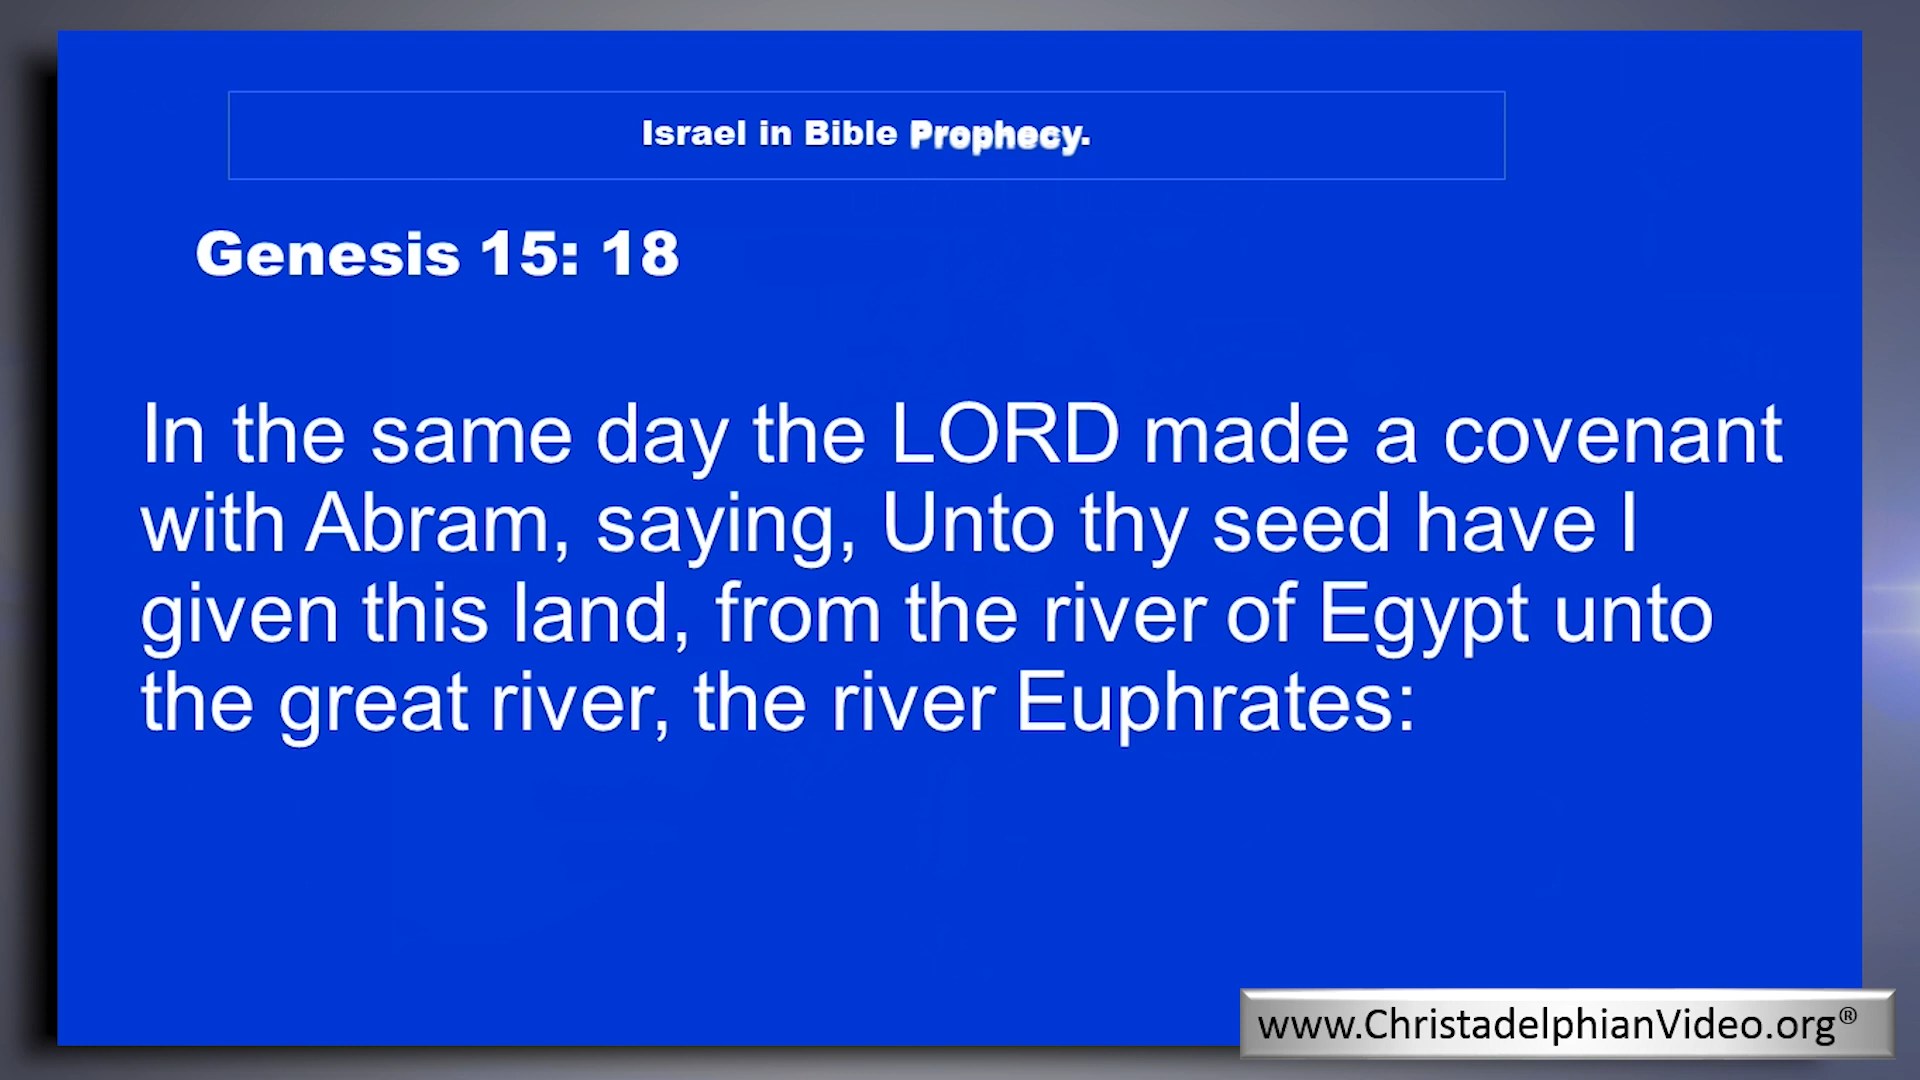 Israel in Bible Prophecy.
Genesis 15: 18
In the same day the LORD made a covenant
with Abram, saying, Unto thy seed have I
given this land, from the river of Egypt unto
the great river, the river Euphrates:
www.ChristadelphianVideo.org®